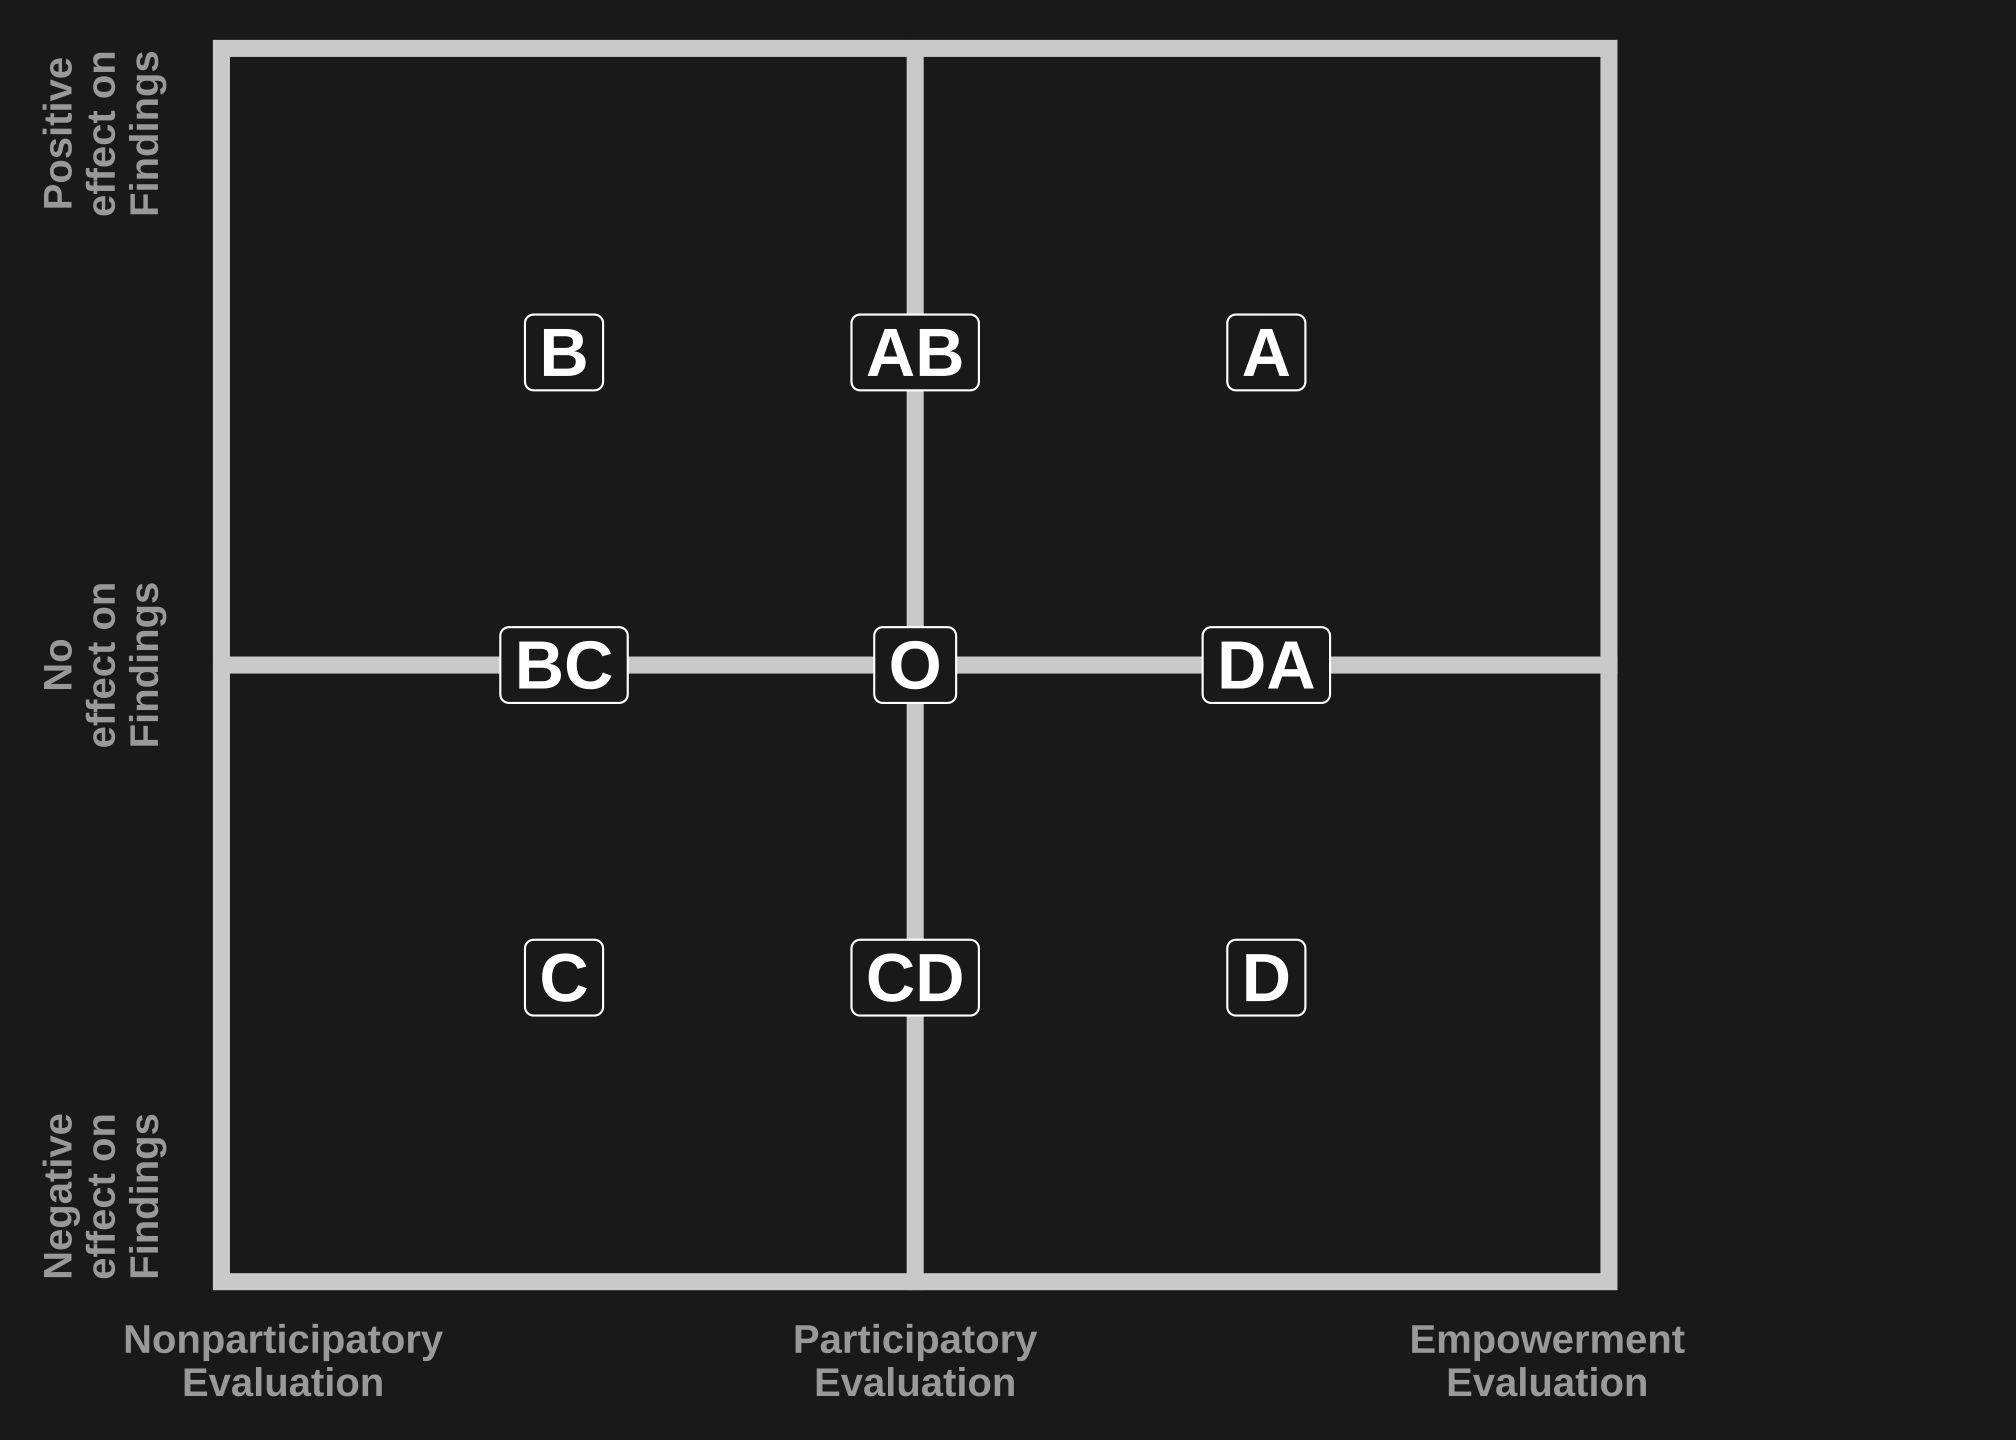 Positive
effect on
Findings
B
AB
A
No
effect on
Findings
BC
O
DA
C
CD
D
Negative
effect on
Findings
Nonparticipatory
Evaluation
Participatory
Evaluation
Empowerment
Evaluation